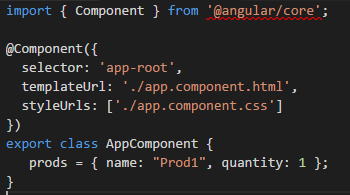 import { Component } from '@angular/core';
@Component({
  selector: 'app-root',
  templateUrl: './app.component.html',
  styleUrls: ['./app.component.css']
})
export class AppComponent {
   prods = { name: "Prod1", quantity: 1 };
}